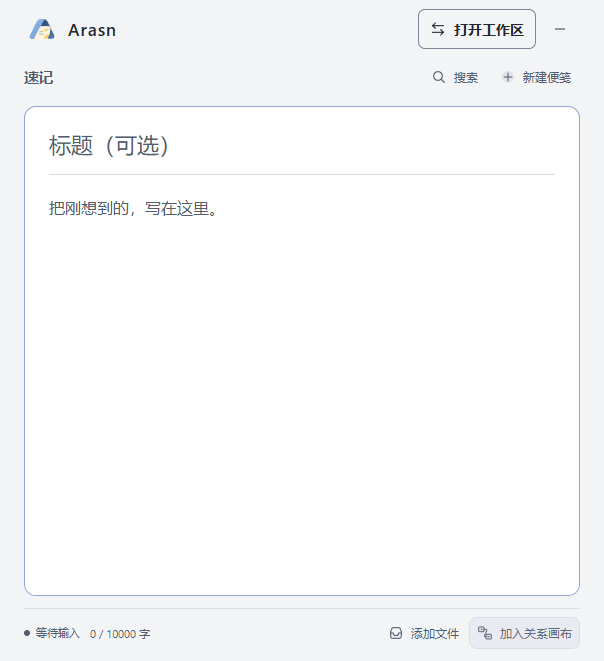 Arasn
打开工作区
速记
搜索
新建便笺
标题（可选）
把刚想到的，写在这里。
等待输入 0 / 10000 字
添加文件
加入关系画布